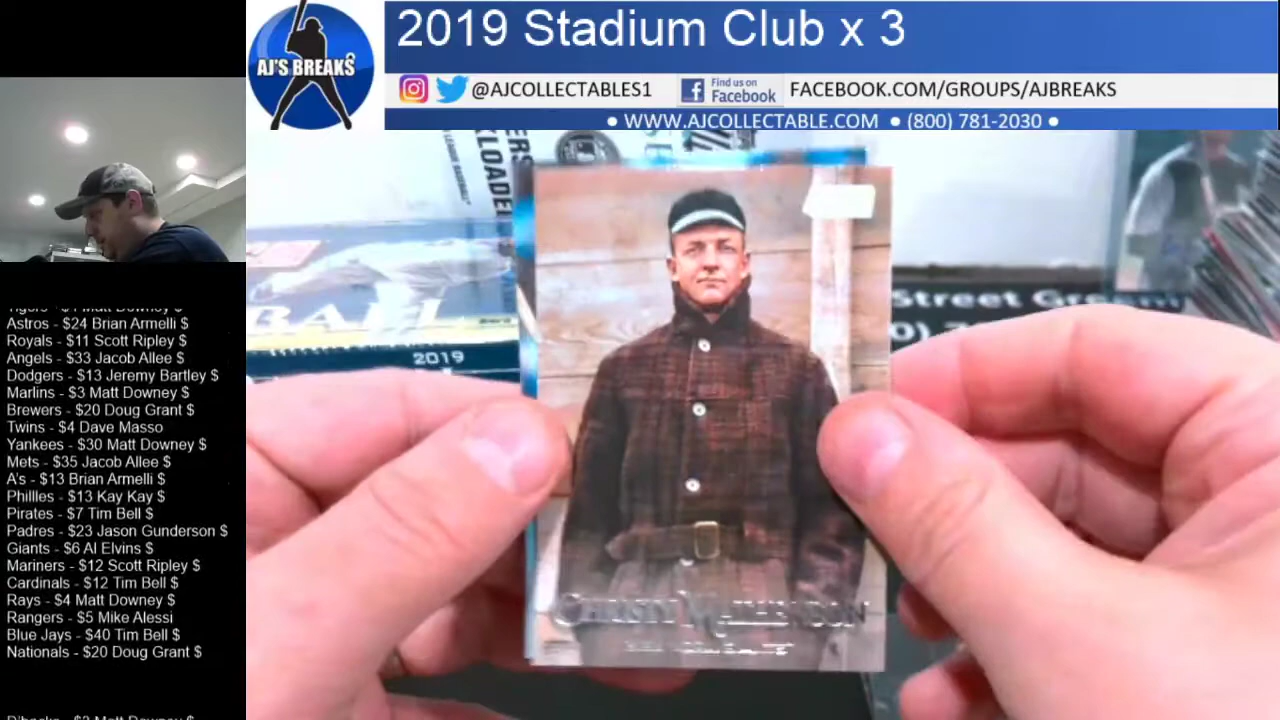 2019 Stadium Club x 3
AJ'S BREAKS
@AJCOLLECTABLES1
Find us on
Facebook
FACEBOOK.COM/GROUPS/AJBREAKS
• WWW.AJCOLLECTABLE.COM • (800) 781-2030 •
Astros - $24 Brian Armelli $
Royals - $11 Scott Ripley $
Angels - $33 Jacob Allee $
Dodgers - $13 Jeremy Bartley $
Marlins - $3 Matt Downey $
Brewers - $20 Doug Grant $
Twins - $4 Dave Masso
Yankees - $30 Matt Downey $
Mets - $35 Jacob Allee $
A's - $13 Brian Armelli $
Phillles - $13 Kay Kay $
Pirates - $7 Tim Bell $
Padres - $23 Jason Gunderson $
Giants - $6 Al Elvins $
Mariners - $12 Scott Ripley $
Cardinals - $12 Tim Bell $
Rays - $4 Matt Downey $
Rangers - $5 Mike Alessi
Blue Jays - $40 Tim Bell $
Nationals - $20 Doug Grant $
2019
Street Green
CHRISTY MATHEWSON